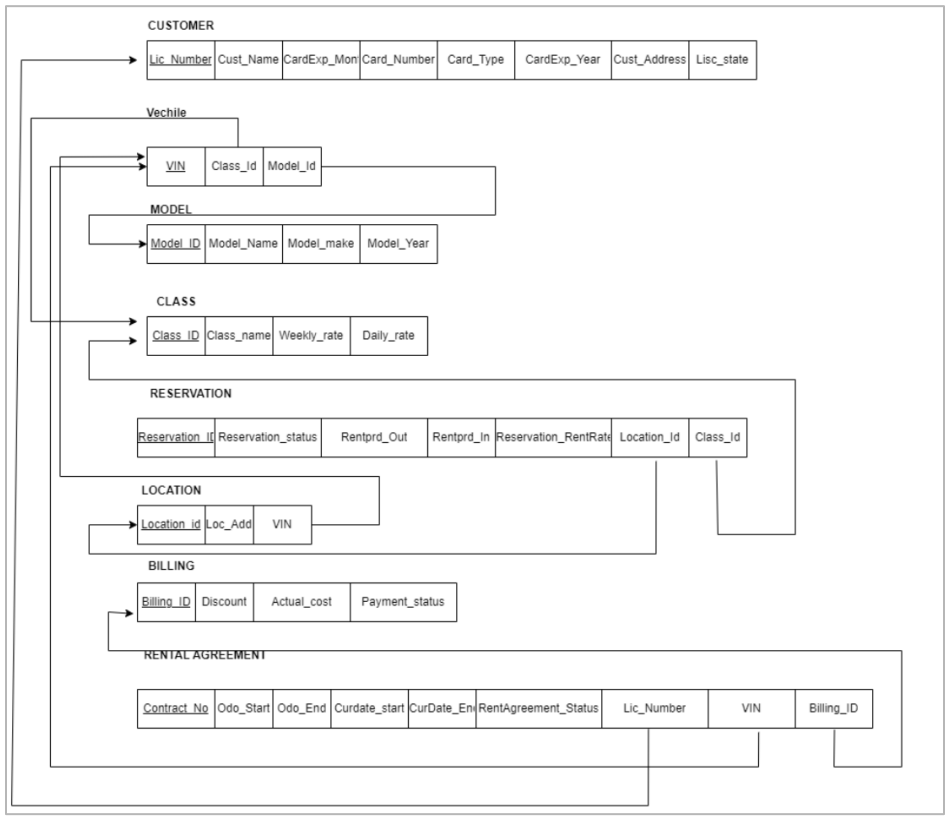 CUSTOMER
Lic_Number Cust_Name CardExp_Mon Card_Number Card_Type CardExp_Year Cust_Address Lisc_state
Vechile
VIN Class_Id Model_Id
MODEL
Model_ID Model_Name Model_make Model_Year
CLASS
Class_ID Class_name Weekly_rate Daily_rate
RESERVATION
Reservation_ID Reservation_status Rentprd_Out Rentprd_In Reservation_RentRate Location_Id Class_Id
LOCATION
Location_id Loc_Add VIN
BILLING
Billing_ID Discount Actual_cost Payment_status
RENTAL AGREEMENT
Contract_No Odo_Start Odo_End Curdate_start CurDate_En RentAgreement_Status Lic_Number VIN Billing_ID